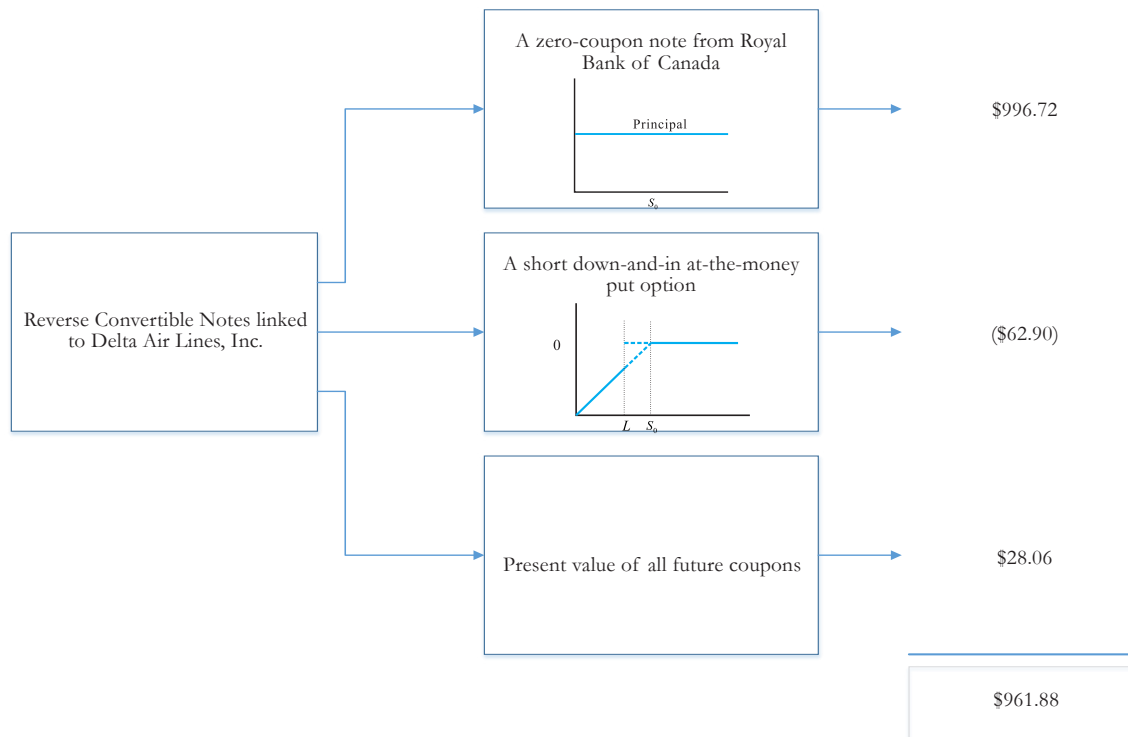 A zero-coupon note from Royal
Bank of Canada
Principal
S₀
$996.72
Reverse Convertible Notes linked
to Delta Air Lines, Inc.
A short down-and-in at-the-money
put option
0
L S₀
($62.90)
Present value of all future coupons
$28.06
$961.88